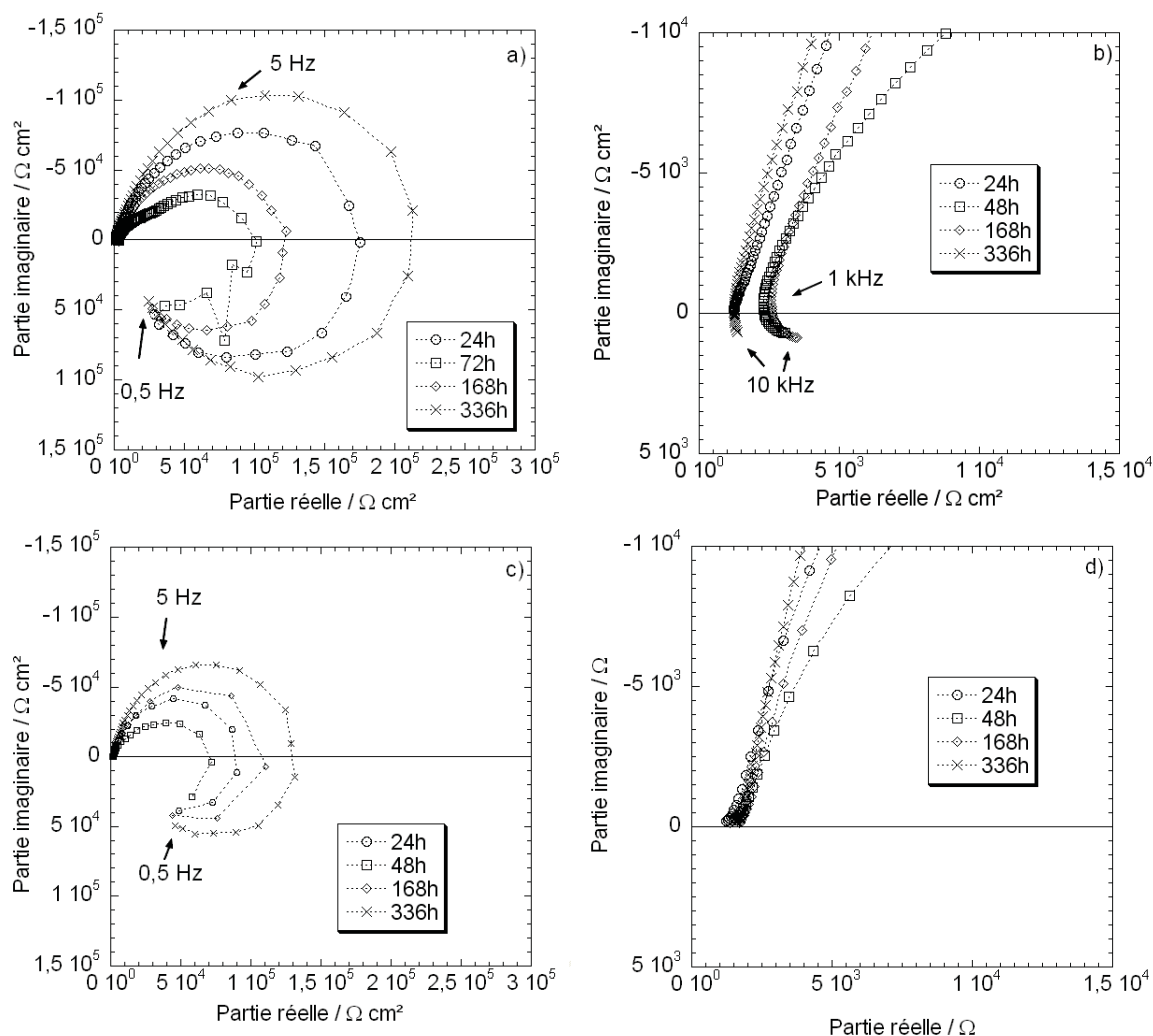 -1,5 10⁵
-1 10⁵
-5 10⁴
0
5 10⁴
1 10⁵
1,5 10⁵
Partie imaginaire / Ω cm²
a)
5 Hz
0,5 Hz
24h
72h
168h
336h
0 10⁰
5 10⁴
1 10⁵
1,5 10⁵
2 10⁵
2,5 10⁵
3 10⁵
Partie réelle / Ω cm²
-1 10⁴
-5 10³
0
5 10³
Partie imaginaire / Ω cm²
b)
24h
48h
168h
336h
1 kHz
10 kHz
0 10⁰
5 10³
1 10⁴
1,5 10⁴
Partie réelle / Ω cm²
-1,5 10⁵
-1 10⁵
-5 10⁴
0
5 10⁴
1 10⁵
1,5 10⁵
Partie imaginaire / Ω cm²
c)
5 Hz
0,5 Hz
24h
48h
168h
336h
0 10⁰
5 10⁴
1 10⁵
1,5 10⁵
2 10⁵
2,5 10⁵
3 10⁵
Partie réelle / Ω cm²
-1 10⁴
-5 10³
0
5 10³
Partie imaginaire / Ω
d)
24h
48h
168h
336h
0 10⁰
5 10³
1 10⁴
1,5 10⁴
Partie réelle / Ω